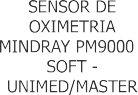 SENSOR DE
OXIMETRIA
MINDRAY PM9000
SOFT -
UNIMED/MASTER